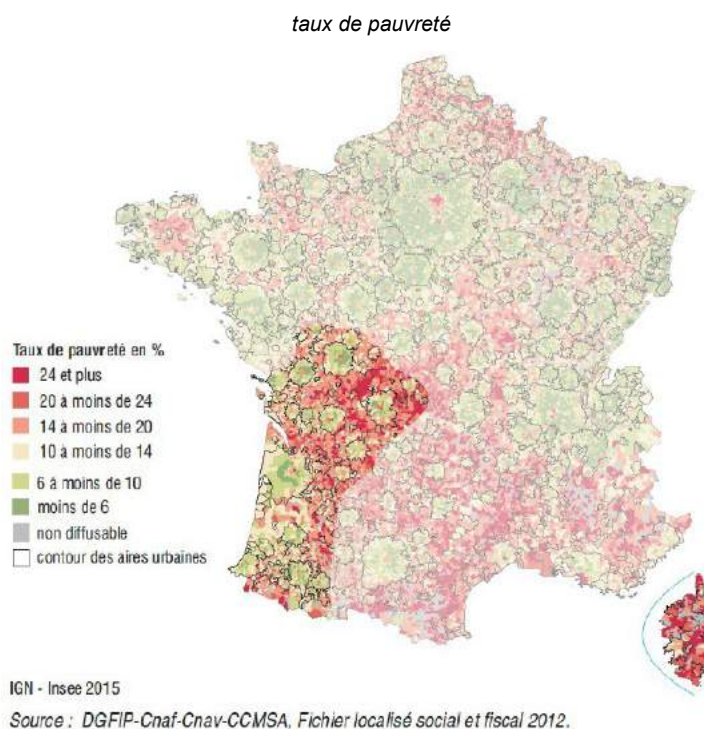 taux de pauvreté
Taux de pauvreté en %
24 et plus
20 à moins de 24
14 à moins de 20
10 à moins de 14
6 à moins de 10
moins de 6
non diffusable
contour des aires urbaines
IGN - Insee 2015
Source : DGFIP-Cnaf-Cnav-CCMSA, Fichier localisé social et fiscal 2012.